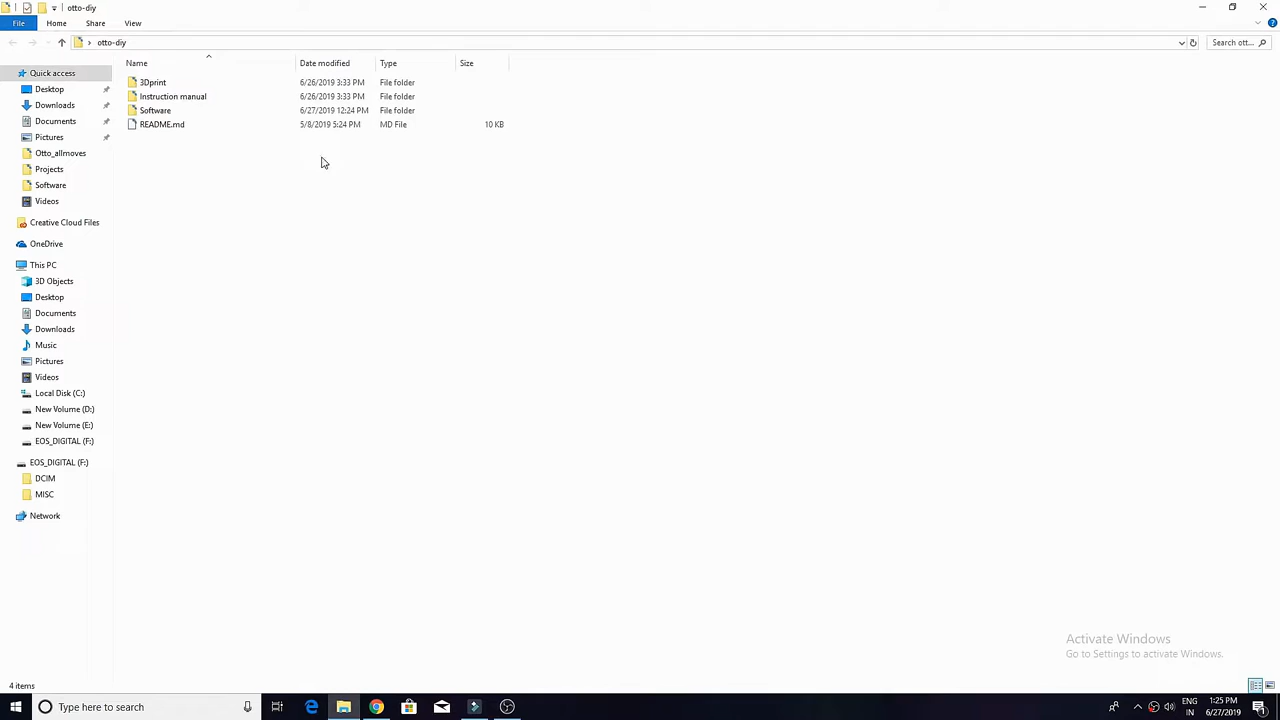 otto-diy
File Home Share View
otto-diy Search ott...
Name Date modified Type Size
Quick access
Desktop
Downloads
Documents
Pictures
Otto_allmoves
Projects
Software
Videos
Creative Cloud Files
OneDrive
This PC
3D Objects
Desktop
Documents
Downloads
Music
Pictures
Videos
Local Disk (C:)
New Volume (D:)
New Volume (E:)
EOS_DIGITAL (F:)
EOS_DIGITAL (F:)
DCIM
MISC
Network
3Dprint 6/26/2019 3:33 PM File folder
Instruction manual 6/26/2019 3:33 PM File folder
Software 6/27/2019 12:24 PM File folder
README.md 5/8/2019 5:24 PM MD File 10 KB
Activate Windows
Go to Settings to activate Windows.
4 items
Type here to search
ENG
IN
1:25 PM
6/27/2019
1